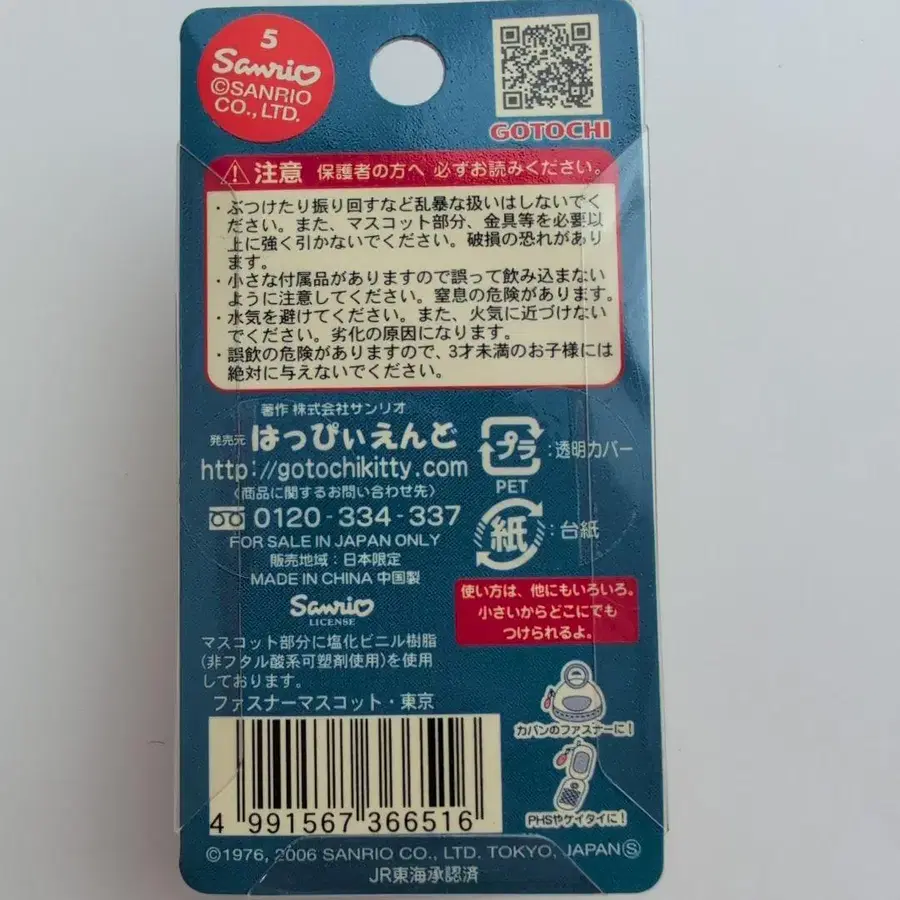 5
Sanrio
©SANRIO
CO., LTD.
GOTOCHI
注意 保護者の方へ 必ずお読みください。
・ぶつけたり振り回すなど乱暴な扱いはしないでく
ださい。また、マスコット部分、金具等を必要以
上に強く引かないでください。破損の恐れがあり
ます。
・小さな付属品がありますので誤って飲み込まない
ように注意してください。窒息の危険があります。
・水気を避けてください。また、火気に近づけない
でください。劣化の原因になります。
・誤飲の危険がありますので、3才未満のお子様には
絶対に与えないでください。
著作 株式会社サンリオ
発売元 はっぴぃえんど
http://gotochikitty.com
〈商品に関するお問い合わせ先〉
0120-334-337
FOR SALE IN JAPAN ONLY
販売地域：日本限定
MADE IN CHINA 中国製
Sanrio
LICENSE
プラ：透明カバー
PET
紙：台紙
使い方は、他にもいろいろ。
小さいからどこにでも
つけられるよ。
マスコット部分に塩化ビニル樹脂
(非フタル酸系可塑剤使用)を使用
しております。
ファスナーマスコット・東京
カバンのファスナーに!
PHSやケイタイに!
4 991567 366516
©1976, 2006 SANRIO CO., LTD. TOKYO, JAPAN Ⓢ
JR東海承認済